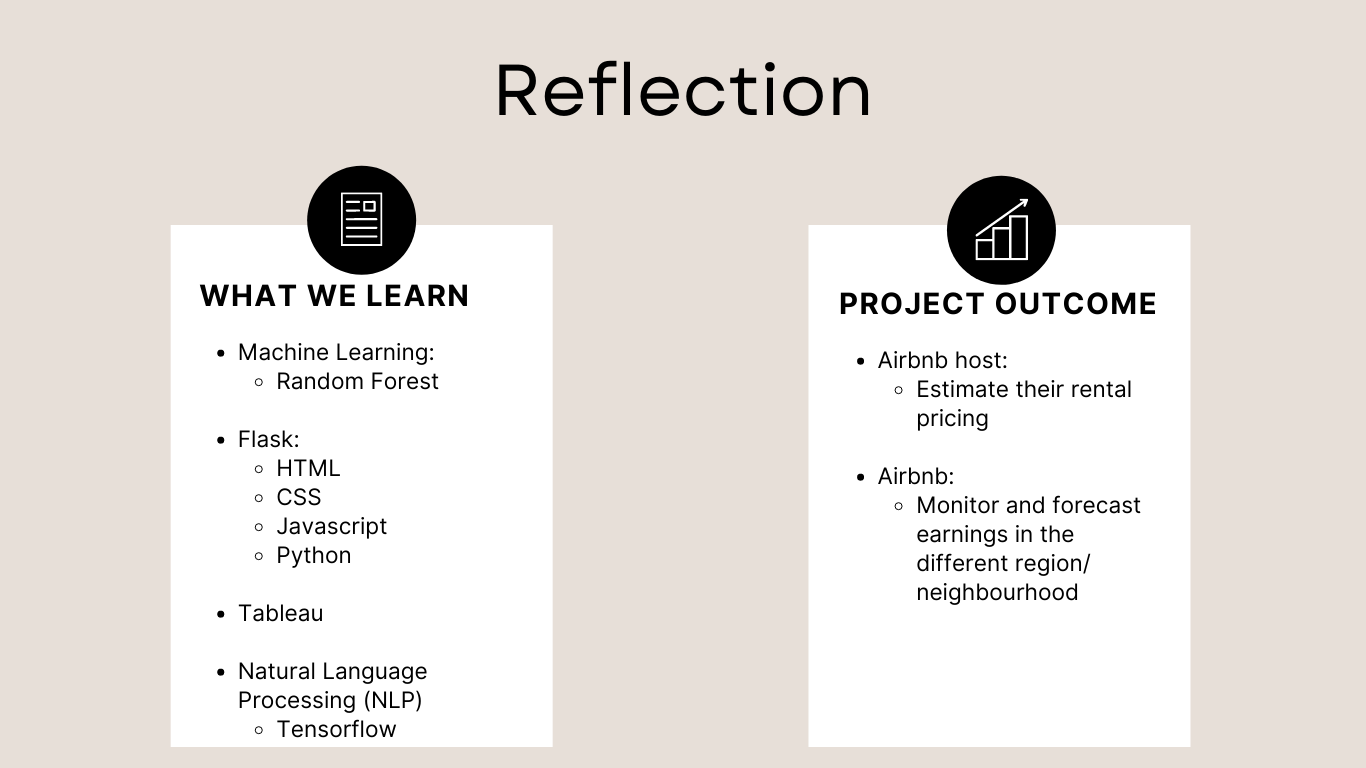 Reflection
WHAT WE LEARN
• Machine Learning:
◦ Random Forest
• Flask:
◦ HTML
◦ CSS
◦ Javascript
◦ Python
• Tableau
• Natural Language
Processing (NLP)
◦ Tensorflow
PROJECT OUTCOME
• Airbnb host:
◦ Estimate their rental
pricing
• Airbnb:
◦ Monitor and forecast
earnings in the
different region/
neighbourhood